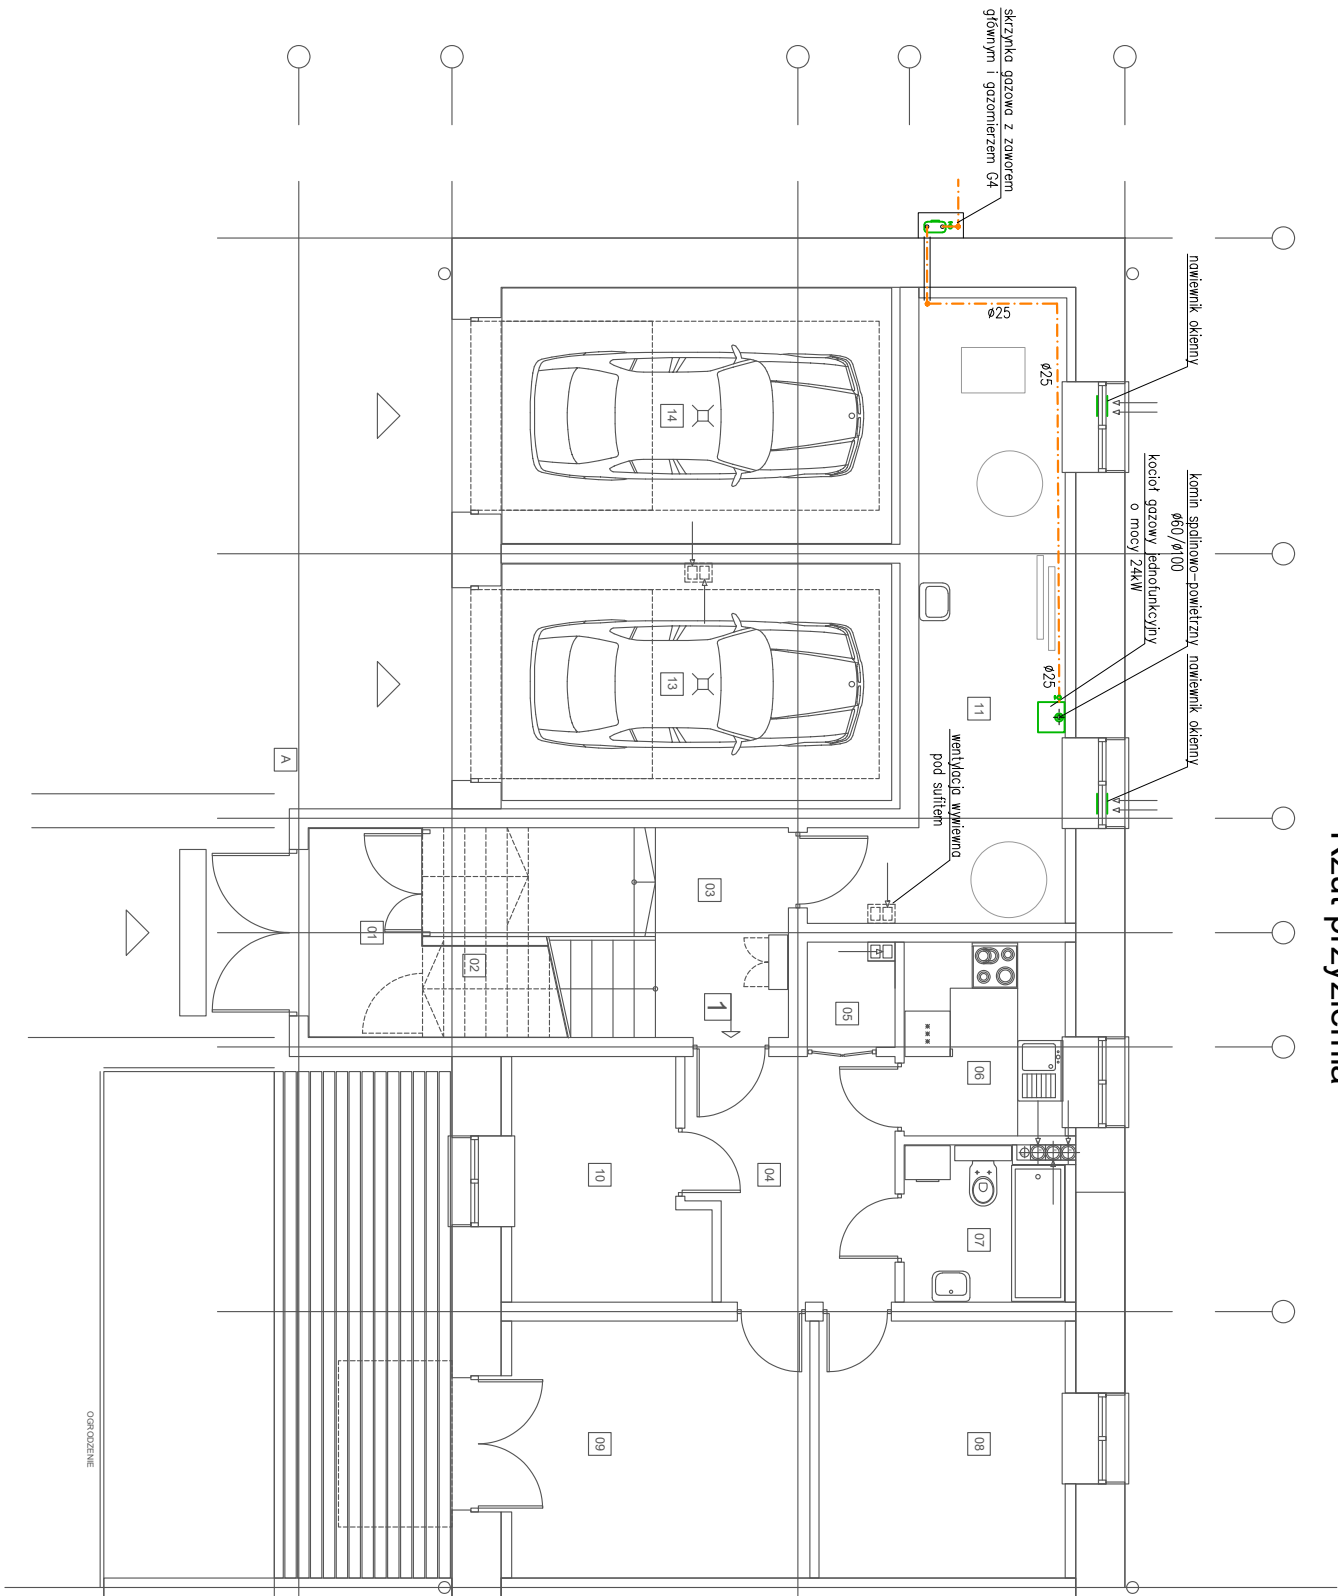 Rzut przyziemia
skrzynka gazowa z zaworem
głównym i gazomierzem G4
nawiewnik okienny
komin spalinowo-powietrzny
ø60/ø100
kocioł gazowy jednofunkcyjny
o mocy 24kW
nawiewnik okienny
wentylacja wywiewna
pod sufitem
ø25
ø25
ø25
14
13
11
A
01
02
03
1
05
06
04
07
10
09
08
OGRODZENIE